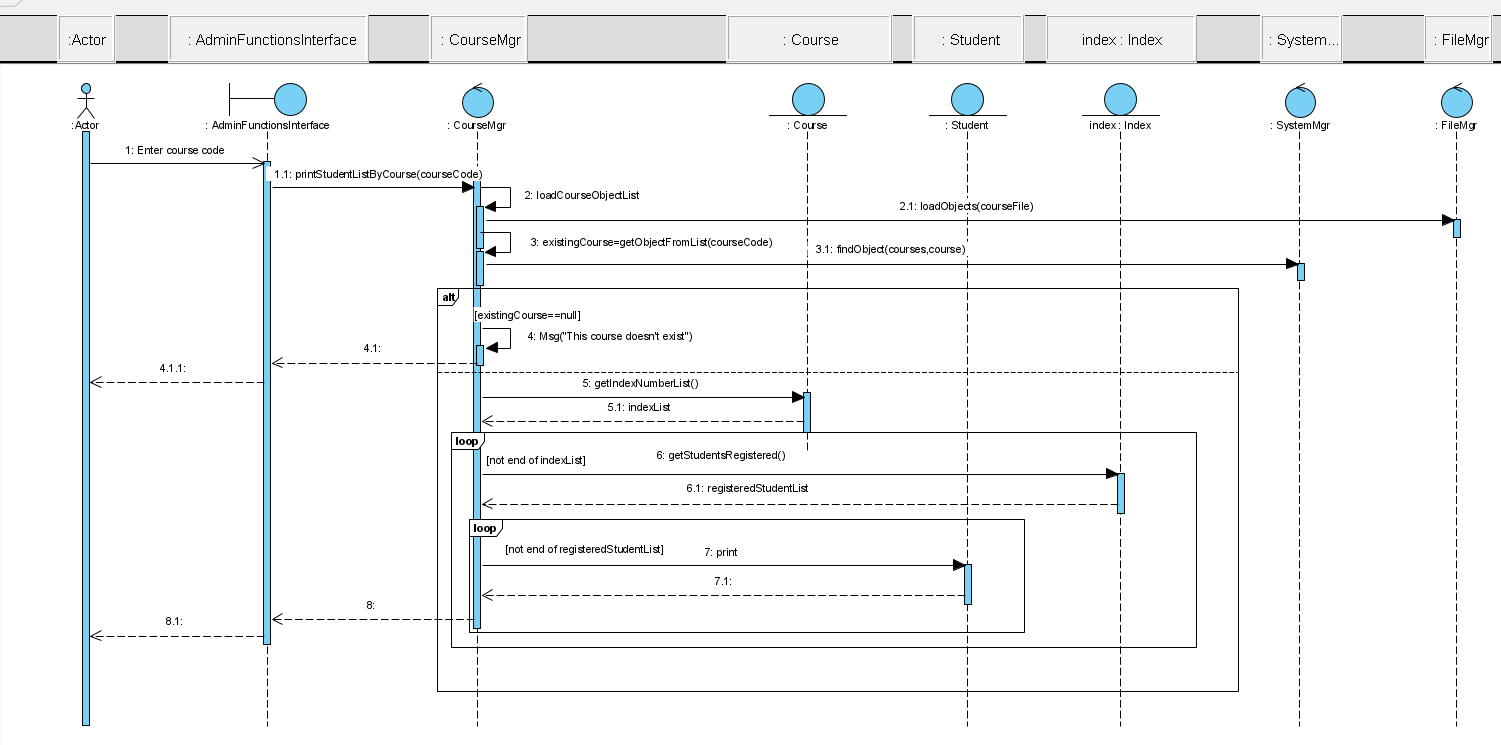 :Actor
: AdminFunctionsInterface
: CourseMgr
: Course
: Student
index : Index
: System...
: FileMgr
:Actor
: AdminFunctionsInterface
: CourseMgr
: Course
: Student
index : Index
: SystemMgr
: FileMgr
1: Enter course code
1.1: printStudentListByCourse(courseCode)
2: loadCourseObjectList
2.1: loadObjects(courseFile)
3: existingCourse=getObjectFromList(courseCode)
3.1: findObject(courses,course)
alt
[existingCourse==null]
4: Msg("This course doesn't exist")
4.1:
4.1.1:
5: getIndexNumberList()
5.1: indexList
loop
[not end of indexList]
6: getStudentsRegistered()
6.1: registeredStudentList
loop
[not end of registeredStudentList]
7: print
7.1:
8:
8.1: